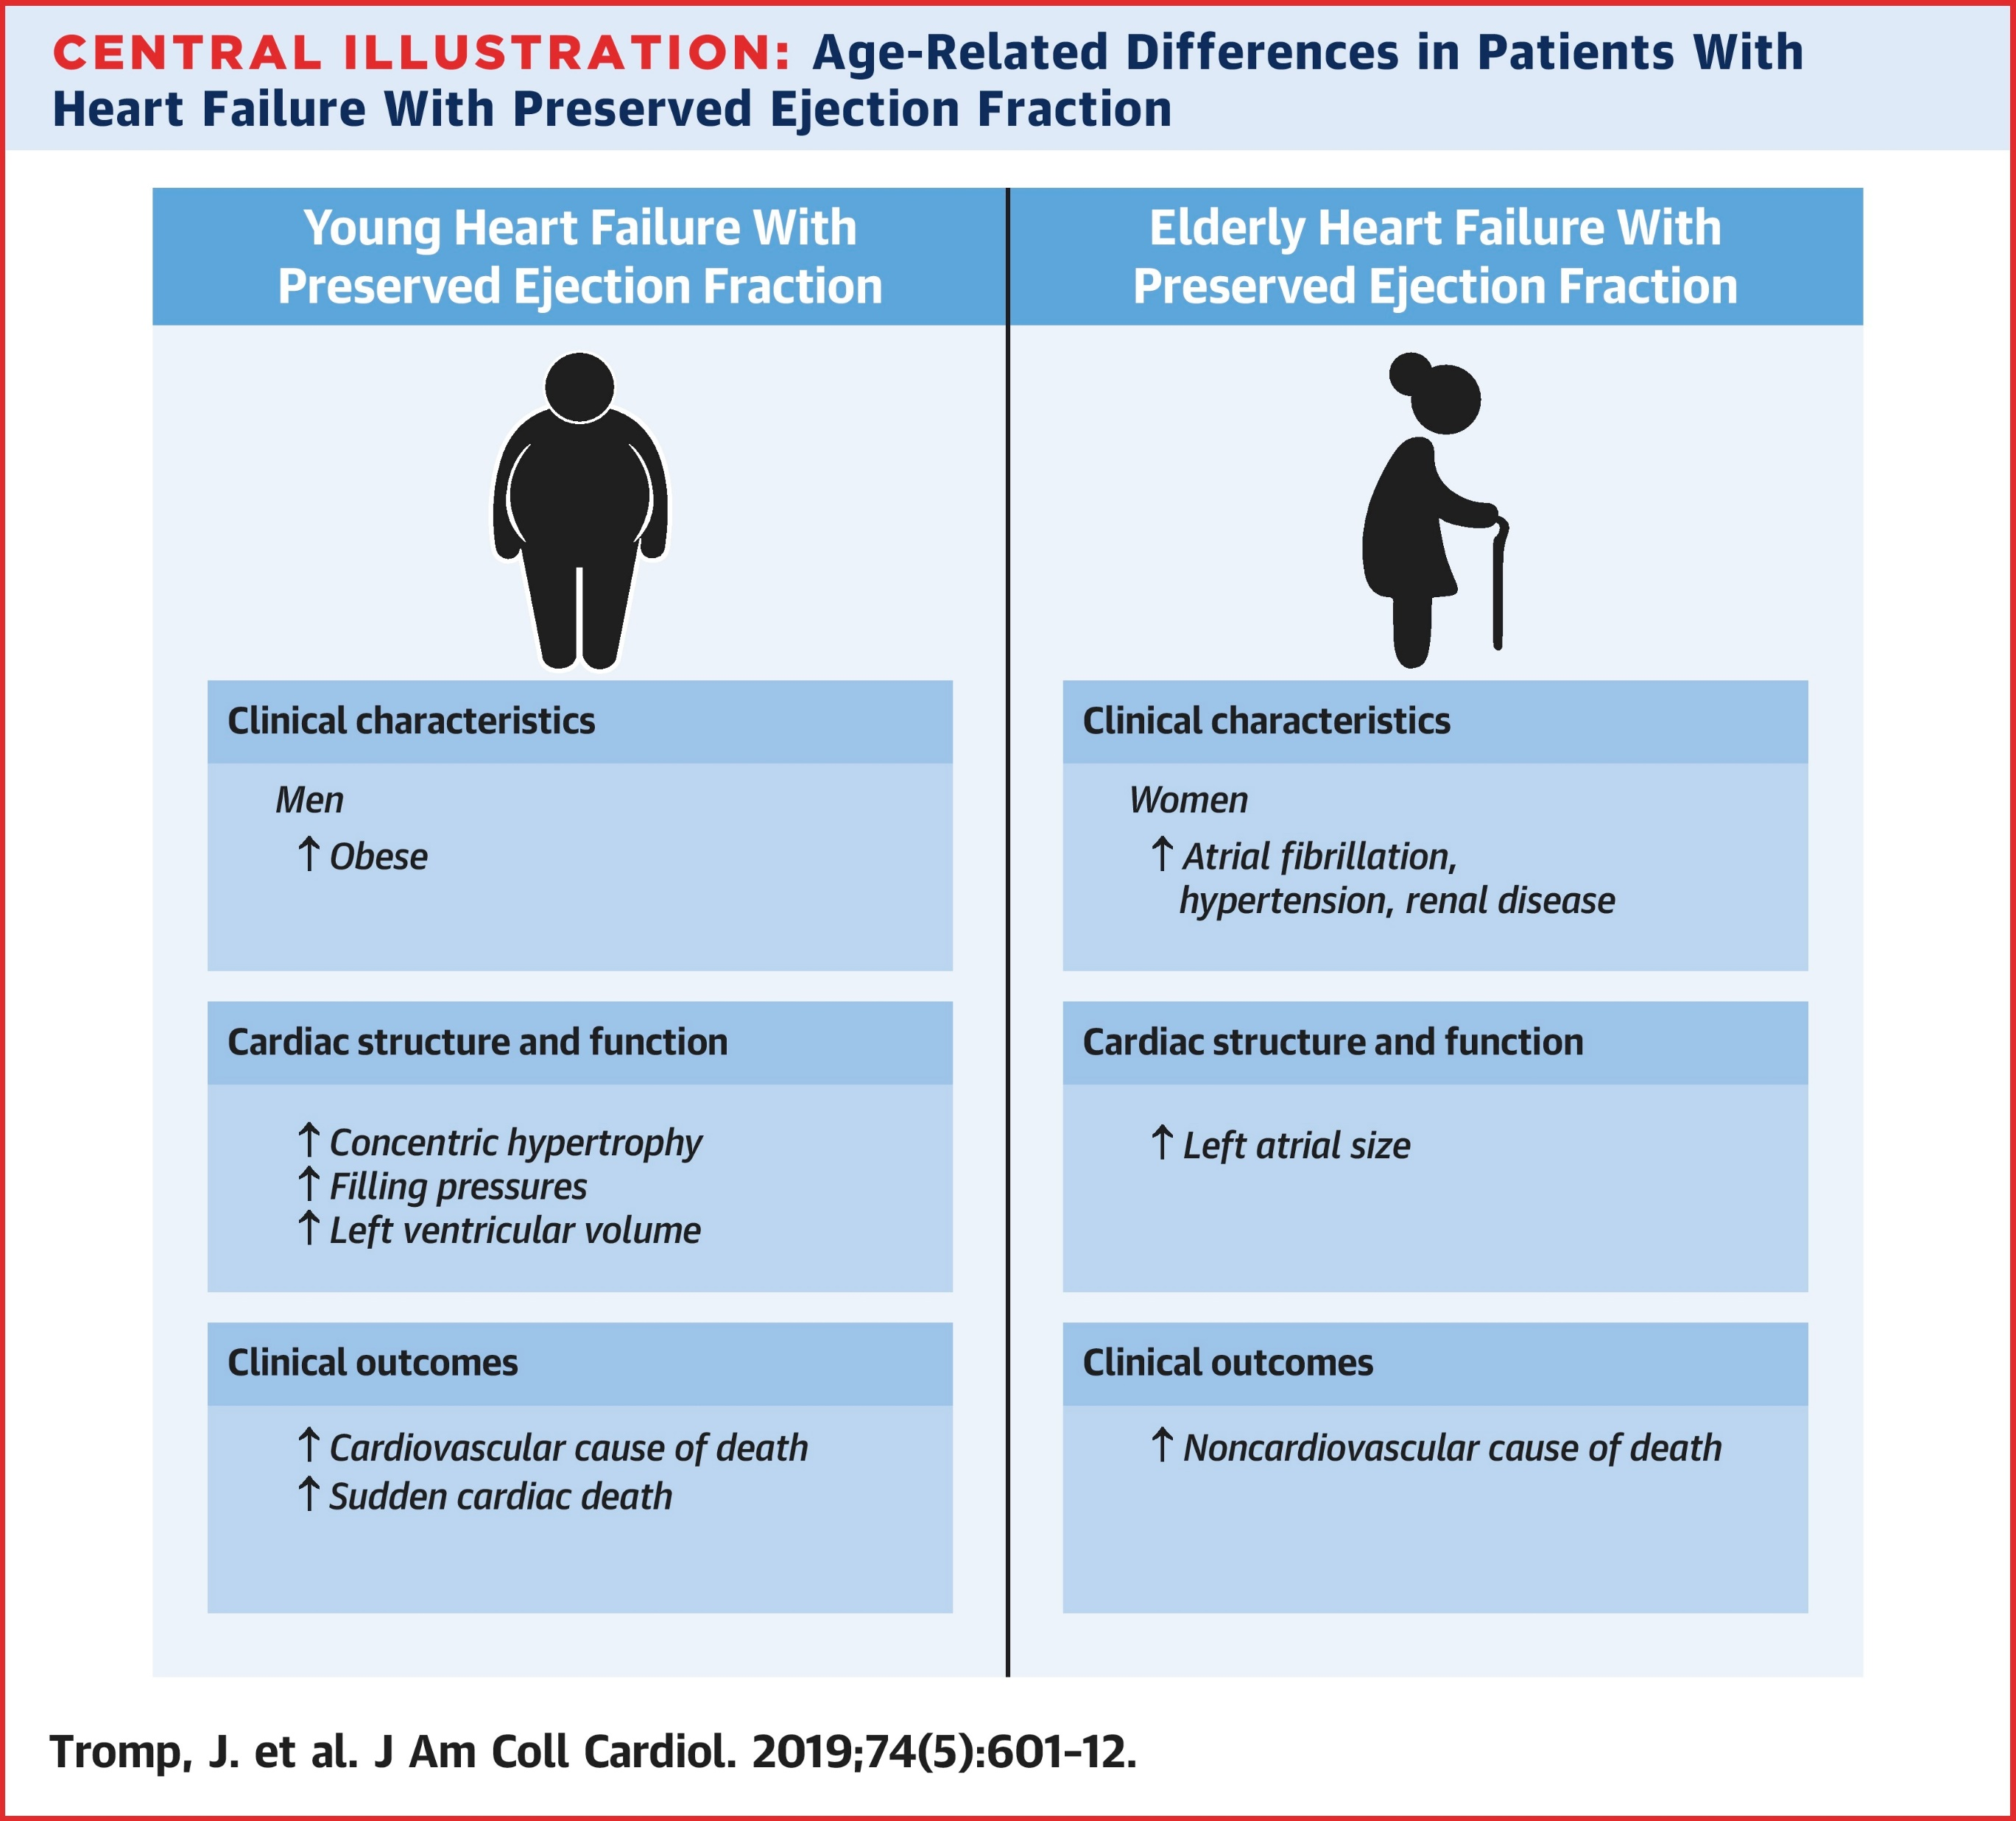 CENTRAL ILLUSTRATION: Age-Related Differences in Patients With
Heart Failure With Preserved Ejection Fraction
Young Heart Failure With
Preserved Ejection Fraction
Clinical characteristics
Men
↑ Obese
Cardiac structure and function
↑ Concentric hypertrophy
↑ Filling pressures
↑ Left ventricular volume
Clinical outcomes
↑ Cardiovascular cause of death
↑ Sudden cardiac death
Elderly Heart Failure With
Preserved Ejection Fraction
Clinical characteristics
Women
↑ Atrial fibrillation,
hypertension, renal disease
Cardiac structure and function
↑ Left atrial size
Clinical outcomes
↑ Noncardiovascular cause of death
Tromp, J. et al. J Am Coll Cardiol. 2019;74(5):601–12.